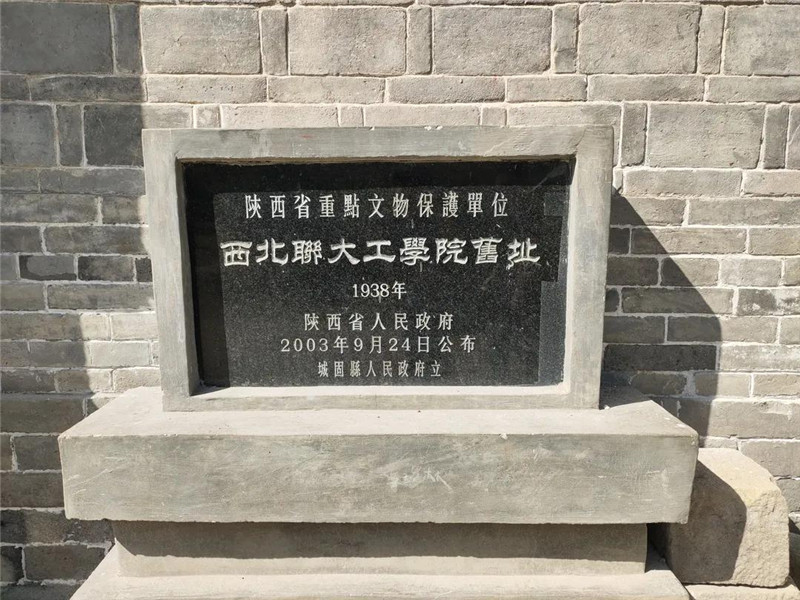 陝西省重點文物保護單位
西北聯大工學院舊址
1938年
陝西省人民政府
2003年9月24日公布
城固縣人民政府立